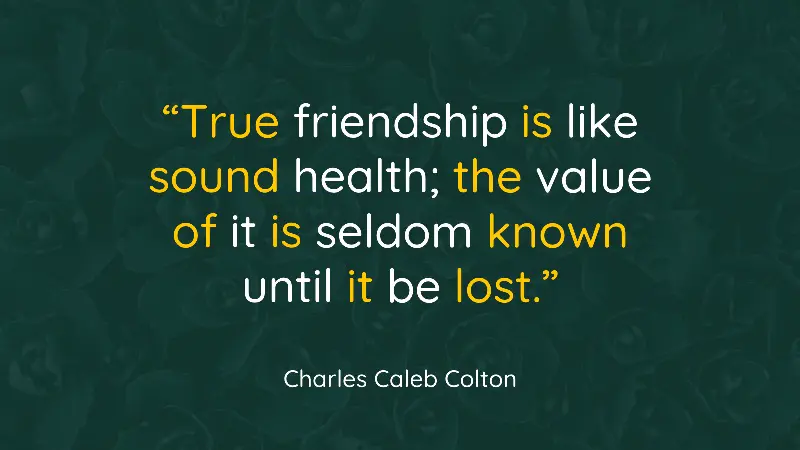 “True friendship is like
sound health; the value
of it is seldom known
until it be lost.”
Charles Caleb Colton